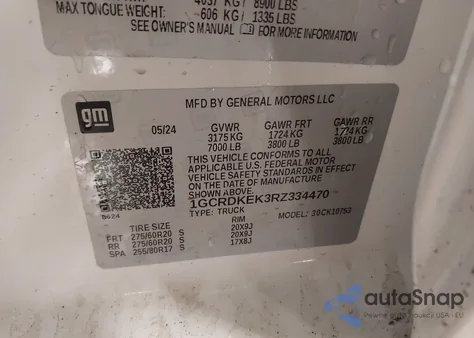 4037 KG 8900 LBS
MAX TONGUE WEIGHT: 606 KG 1335 LBS
SEE OWNER'S MANUAL FOR MORE INFORMATION
gm
MFD BY GENERAL MOTORS LLC
05/24 GVWR GAWR FRT GAWR RR
3175 KG 1724 KG 1724 KG
7000 LB 3800 LB 3800 LB
THIS VEHICLE CONFORMS TO ALL
APPLICABLE U.S. FEDERAL MOTOR
VEHICLE SAFETY STANDARDS IN EFFECT
ON THE DATE OF MANUFACTURE
SHOWN ABOVE.
1GCRDKEK3RZ334470
TYPE: TRUCK MODEL: 30CK10753
TIRE SIZE RIM
FRT 275/60R20 S 20X9J
RR 275/60R20 S 20X9J
SPA 255/80R17 S 17X8J
autoSnap